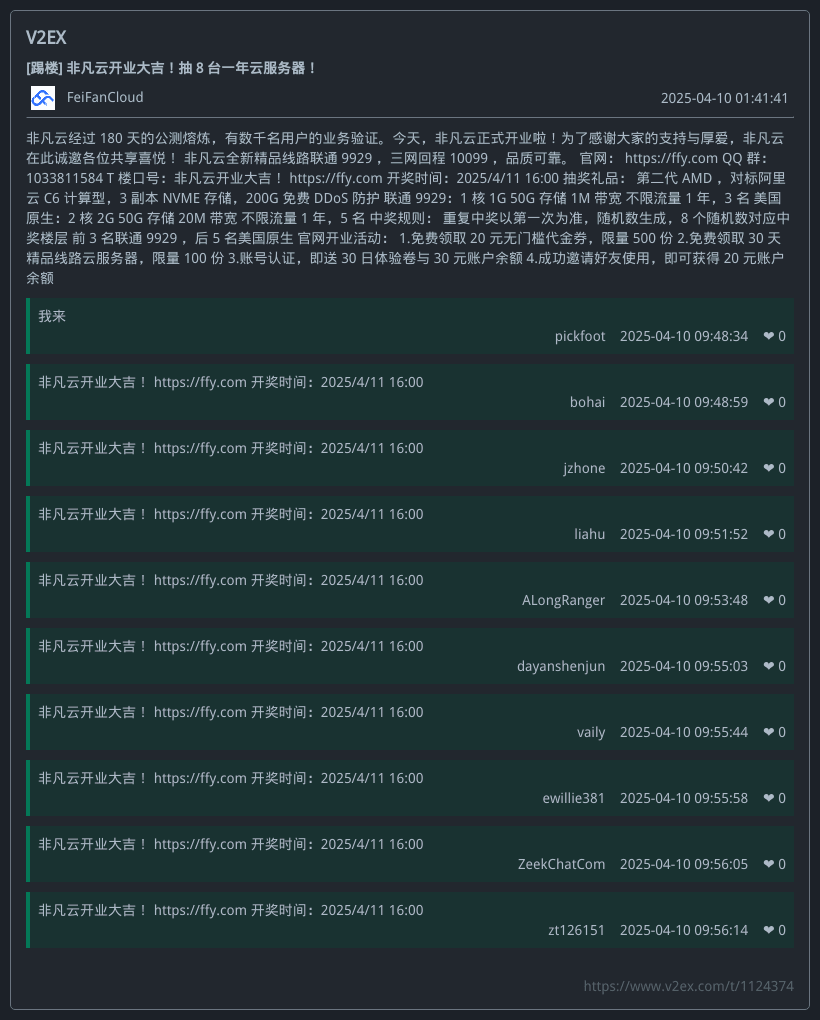 V2EX
[踢楼] 非凡云开业大吉！抽 8 台一年云服务器！
FeiFanCloud
2025-04-10 01:41:41
非凡云经过 180 天的公测熔炼，有数千名用户的业务验证。今天，非凡云正式开业啦！为了感谢大家的支持与厚爱，非凡云
在此诚邀各位共享喜悦！ 非凡云全新精品线路联通 9929 ，三网回程 10099 ，品质可靠。 官网： https://ffy.com QQ 群：
1033811584 T 楼口号：非凡云开业大吉！https://ffy.com 开奖时间：2025/4/11 16:00 抽奖礼品： 第二代 AMD ，对标阿里
云 C6 计算型，3 副本 NVME 存储，200G 免费 DDoS 防护 联通 9929：1 核 1G 50G 存储 1M 带宽 不限流量 1 年，3 名 美国
原生：2 核 2G 50G 存储 20M 带宽 不限流量 1 年，5 名 中奖规则： 重复中奖以第一次为准，随机数生成，8 个随机数对应中
奖楼层 前 3 名联通 9929 ，后 5 名美国原生 官网开业活动： 1.免费领取 20 元无门槛代金券，限量 500 份 2.免费领取 30 天
精品线路云服务器，限量 100 份 3.账号认证，即送 30 日体验卷与 30 元账户余额 4.成功邀请好友使用，即可获得 20 元账户
余额
我来
pickfoot 2025-04-10 09:48:34 ❤ 0
非凡云开业大吉！ https://ffy.com 开奖时间：2025/4/11 16:00
bohai 2025-04-10 09:48:59 ❤ 0
非凡云开业大吉！ https://ffy.com 开奖时间：2025/4/11 16:00
jzhone 2025-04-10 09:50:42 ❤ 0
非凡云开业大吉！ https://ffy.com 开奖时间：2025/4/11 16:00
liahu 2025-04-10 09:51:52 ❤ 0
非凡云开业大吉！ https://ffy.com 开奖时间：2025/4/11 16:00
ALongRanger 2025-04-10 09:53:48 ❤ 0
非凡云开业大吉！ https://ffy.com 开奖时间：2025/4/11 16:00
dayanshenjun 2025-04-10 09:55:03 ❤ 0
非凡云开业大吉！ https://ffy.com 开奖时间：2025/4/11 16:00
vaily 2025-04-10 09:55:44 ❤ 0
非凡云开业大吉！ https://ffy.com 开奖时间：2025/4/11 16:00
ewillie381 2025-04-10 09:55:58 ❤ 0
非凡云开业大吉！ https://ffy.com 开奖时间：2025/4/11 16:00
ZeekChatCom 2025-04-10 09:56:05 ❤ 0
非凡云开业大吉！ https://ffy.com 开奖时间：2025/4/11 16:00
zt126151 2025-04-10 09:56:14 ❤ 0
https://www.v2ex.com/t/1124374